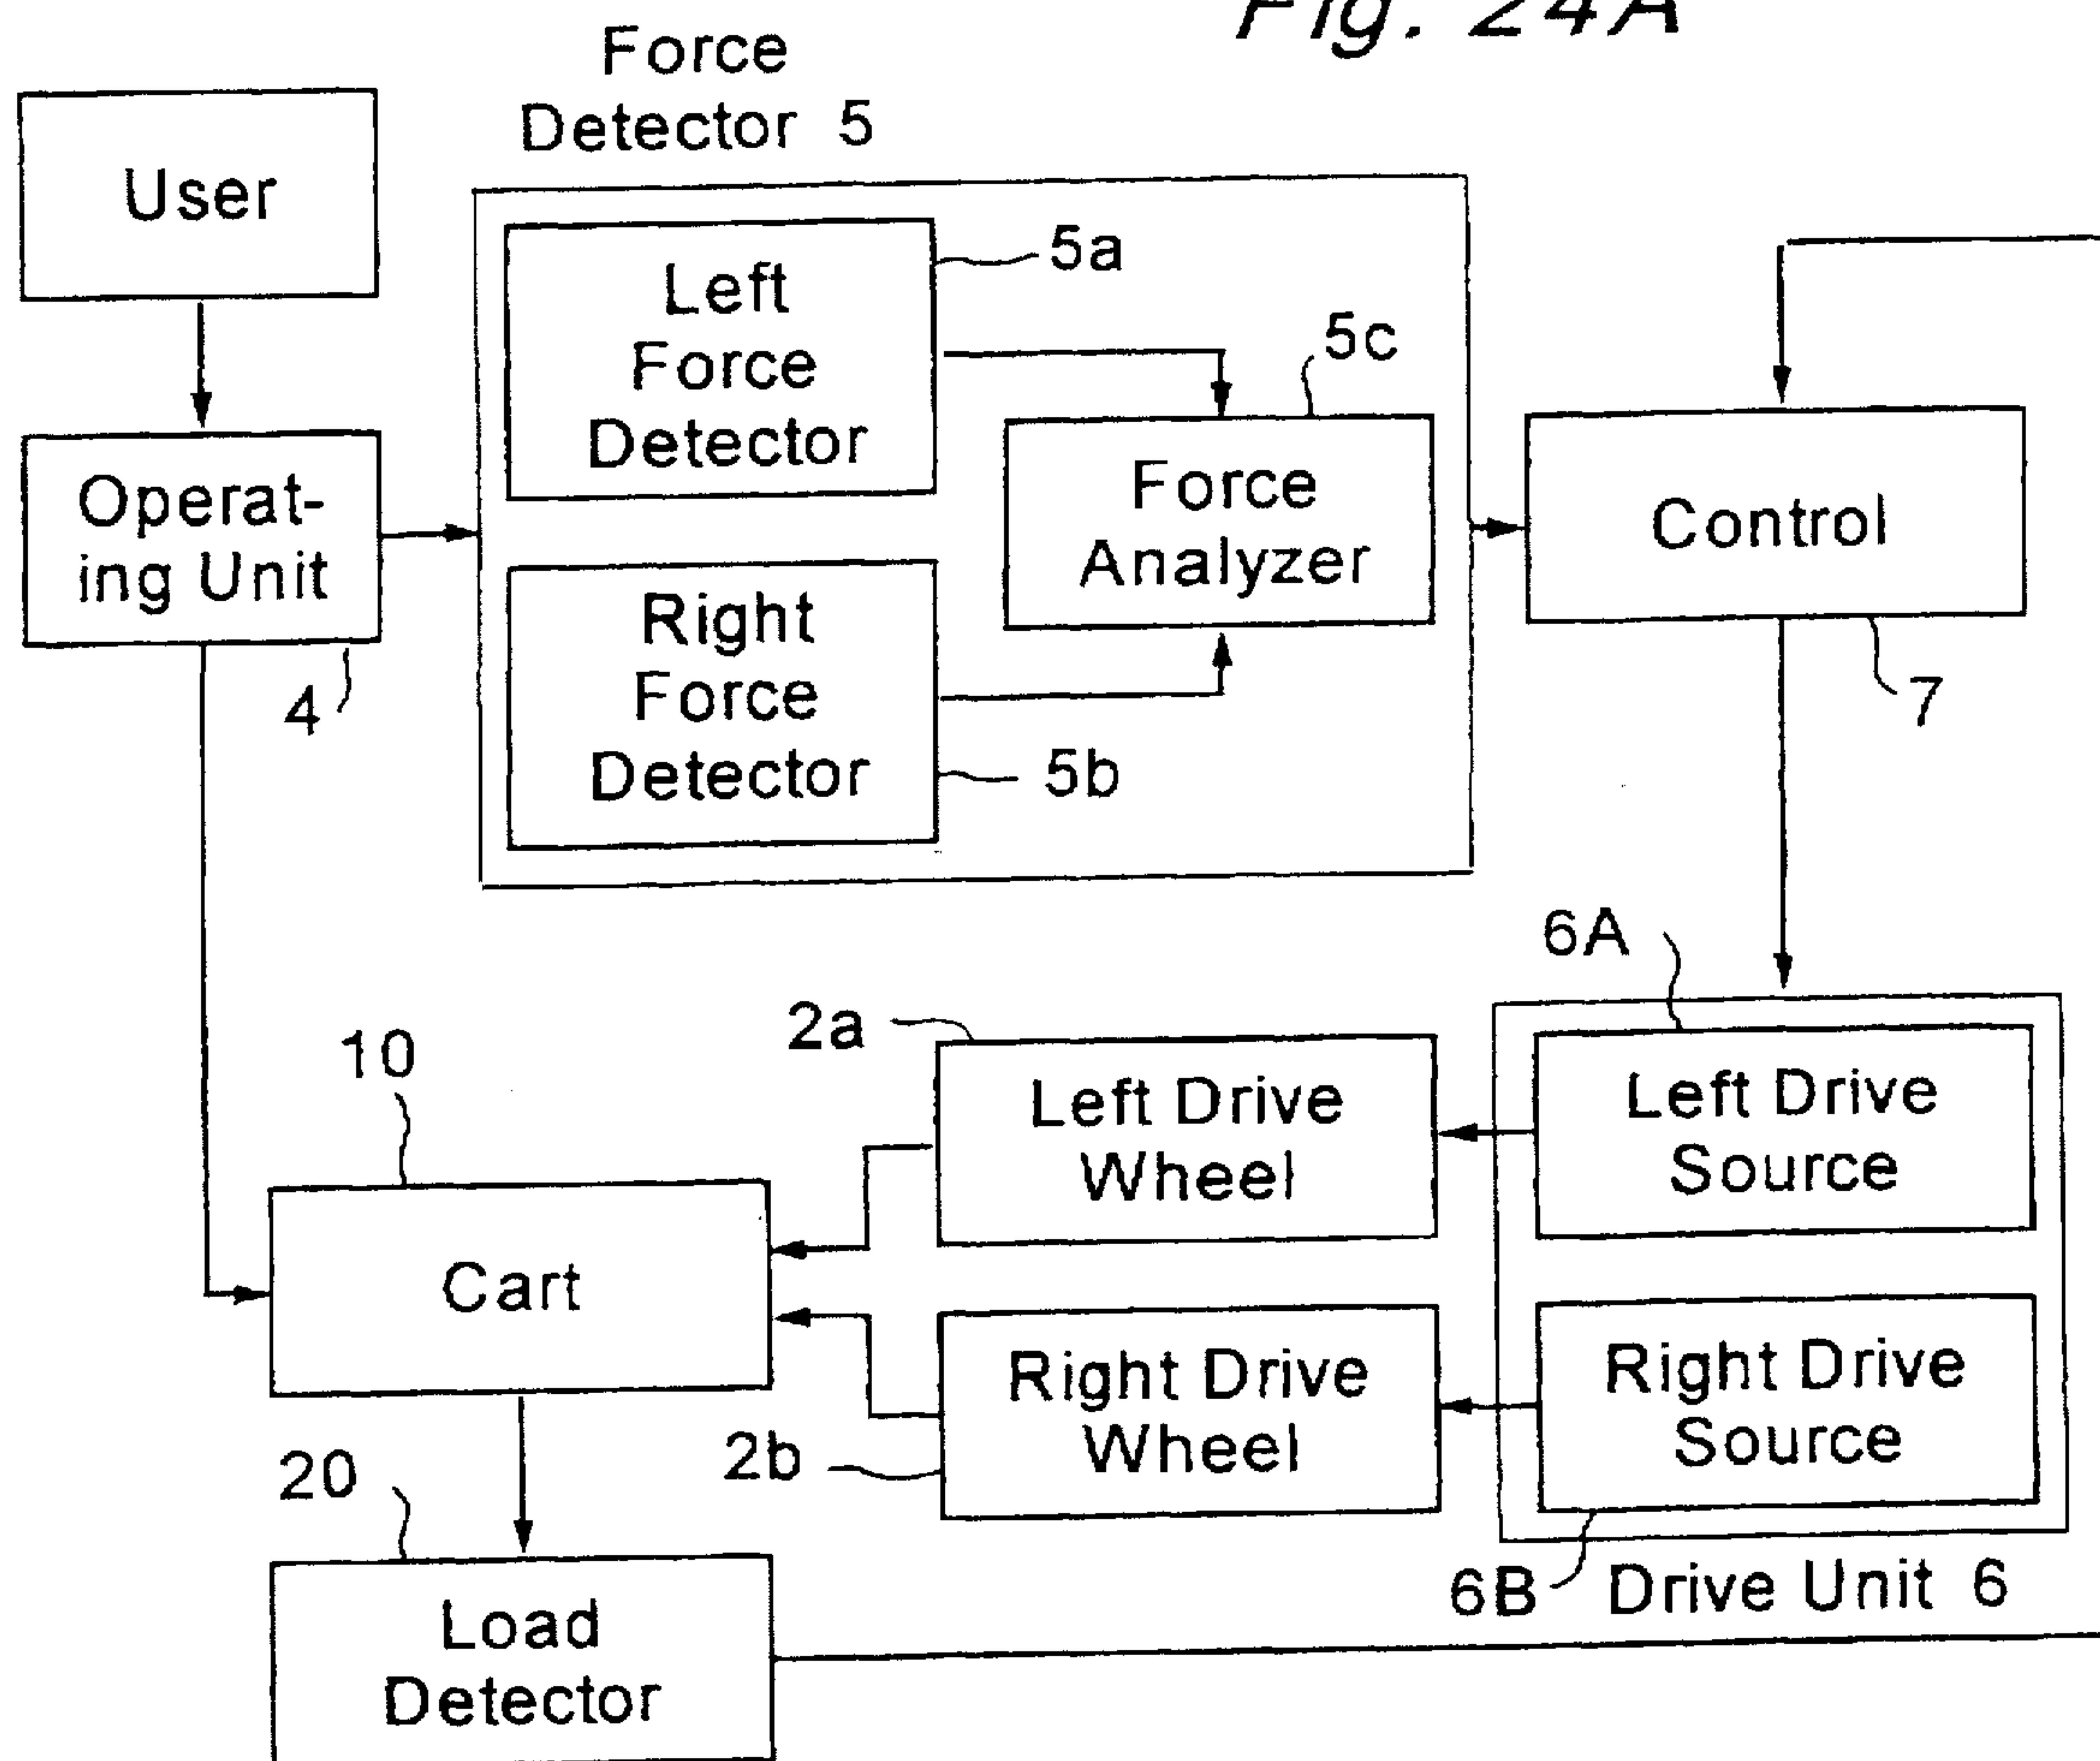 Fig. 24A
Force
Detector 5
User
Left
Force
Detector
5a
5c
Operat-
ing Unit
Force
Analyzer
Control
4
Right
Force
Detector
5b
7
6A
10
2a
Left Drive
Wheel
Left Drive
Source
Cart
Right Drive
Wheel
Right Drive
Source
20
2b
6B
Drive Unit 6
Load
Detector